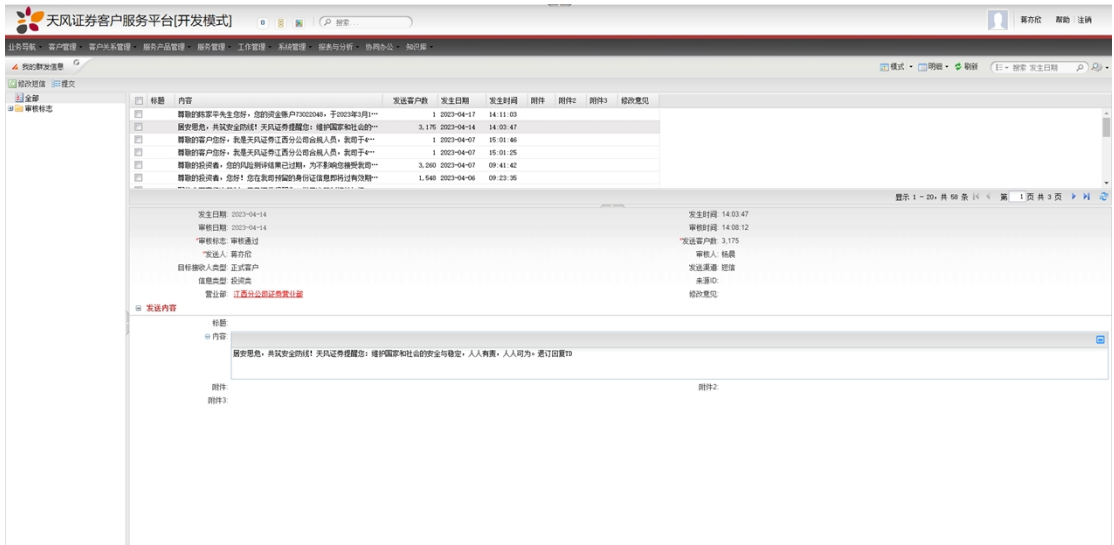 天风证券客户服务平台[开发模式]
0
搜索...
蒋亦欣 帮助 注销
业务导航 客户管理 客户关系管理 服务产品管理 服务管理 工作管理 系统管理 报表与分析 协同办公 知识库
我的群发信息
模式 明细 刷新 搜索 发生日期
修改短信 提交
全部
审核标志
标题 内容 发送客户数 发生日期 发生时间 附件 附件2 附件3 修改意见
尊敬的陈家平先生您好,您的资金账户73022048,于2023年3月1… 1 2023-04-17 14:11:03
居安思危,共筑安全防线!天风证券提醒您:维护国家和社会的… 3,175 2023-04-14 14:03:47
尊敬的客户您好,我是天风证券江西分公司合规人员,我司于4… 1 2023-04-07 15:01:46
尊敬的客户您好,我是天风证券江西分公司合规人员,我司于4… 1 2023-04-07 15:01:25
尊敬的投资者,您的风险测评结果已过期,为不影响您接受我司… 3,260 2023-04-07 09:41:42
尊敬的投资者,您好!您在我司预留的身份证信息即将过有效期… 1,548 2023-04-06 09:23:35
显示 1 - 20, 共 58 条 第 1 页 共 3 页
发生日期: 2023-04-14 发生时间: 14:03:47
审核日期: 2023-04-14 审核时间: 14:08:12
*审核标志: 审核通过 *发送客户数: 3,175
*发送人: 蒋亦欣 审核人: 杨晨
目标接收人类型: 正式客户 发送渠道: 短信
信息类型: 投资类 来源ID:
营业部: 江西分公司证券营业部 修改意见:
发送内容
标题:
内容:
居安思危,共筑安全防线!天风证券提醒您:维护国家和社会的安全与稳定,人人有责,人人可为。退订回复TD
附件: 附件2:
附件3: